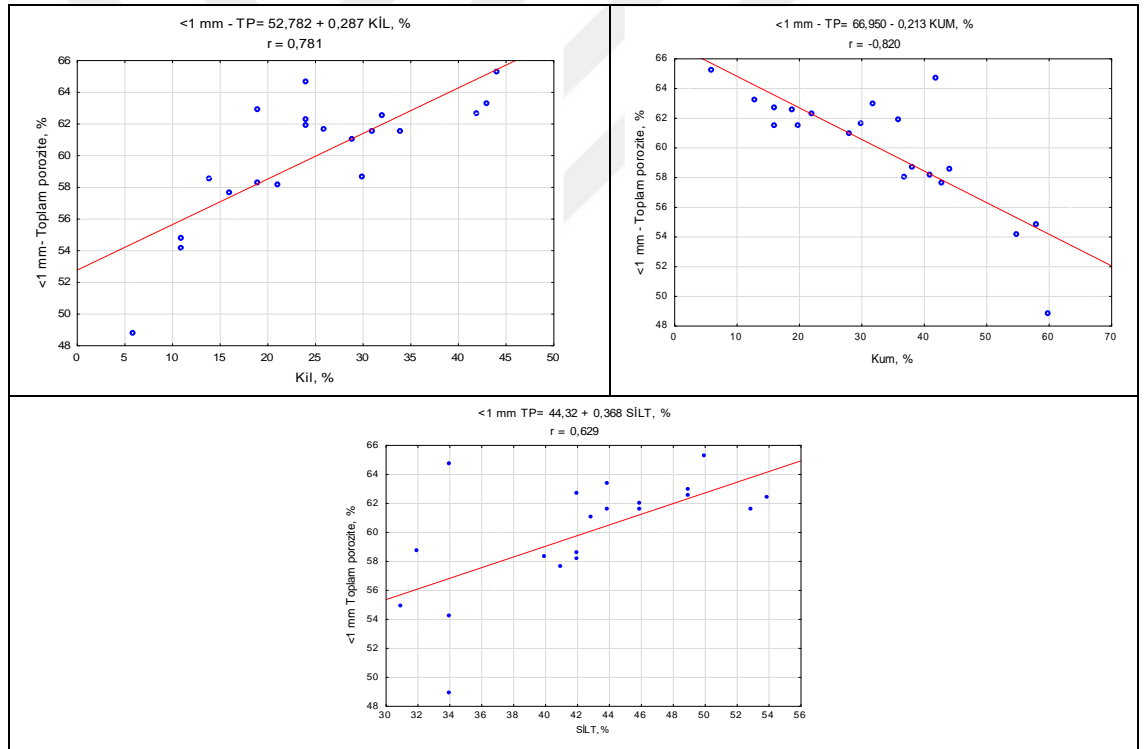 <1 mm - TP= 52,782 + 0,287 KİL, %
r = 0,781
66
64
62
60
58
56
54
52
50
48
<1 mm- Toplam porozite, %
0 5 10 15 20 25 30 35 40 45 50
Kil, %
<1 mm - TP= 66,950 - 0,213 KUM, %
r = -0,820
66
64
62
60
58
56
54
52
50
48
<1 mm - Toplam porozite, %
0 10 20 30 40 50 60 70
Kum, %
<1 mm TP= 44,32 + 0,368 SİLT, %
r = 0,629
66
64
62
60
58
56
54
52
50
48
<1 mm Toplam porozite, %
30 32 34 36 38 40 42 44 46 48 50 52 54 56
SİLT, %